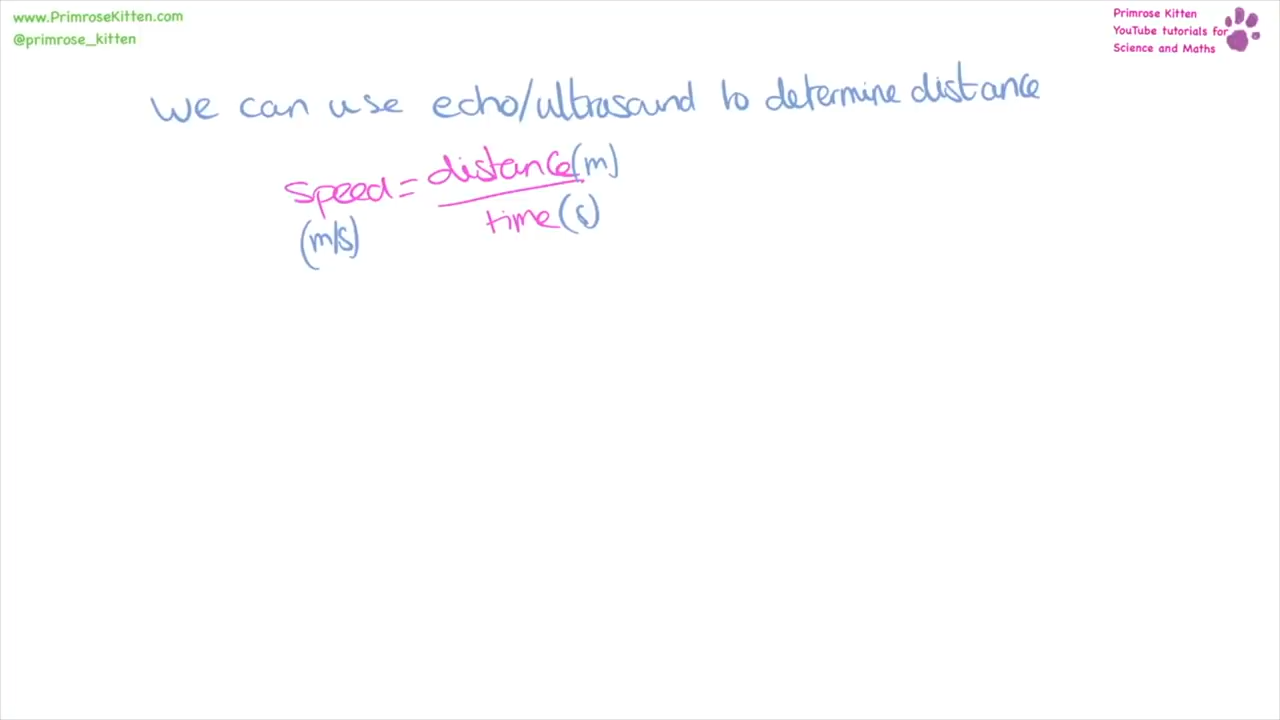 www.PrimroseKitten.com
@primrose_kitten
Primrose Kitten
YouTube tutorials for
Science and Maths
We can use echo/ultrasound to determine distance
speed = distance (m)
time (s)
(m/s)